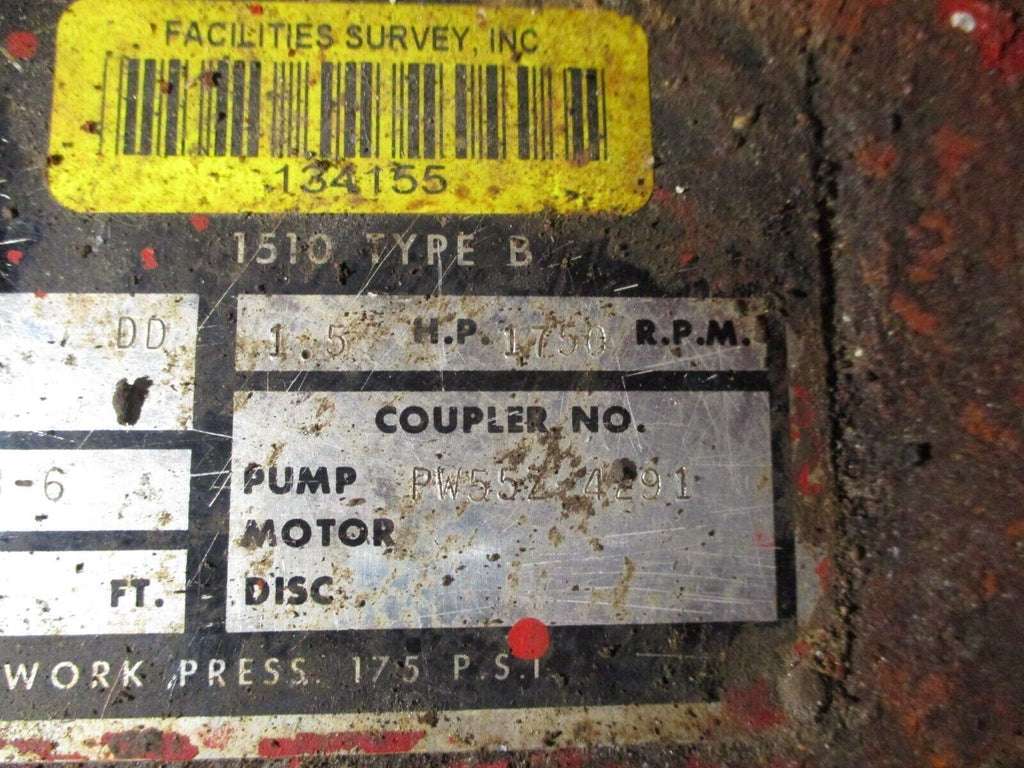 FACILITIES SURVEY, INC
134155
1510 TYPE B
DD
1.5 H.P. 1750 R.P.M.
COUPLER NO.
PUMP PW55Z 4291
-6
MOTOR
DISC
FT.
WORK PRESS. 175 P.S.I.